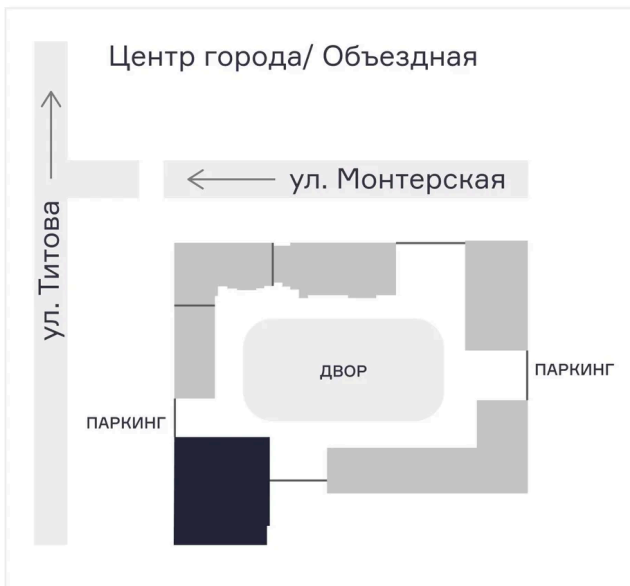 Центр города/ Объездная
ул. Монтерская
ул. Титова
ДВОР
ПАРКИНГ
ПАРКИНГ